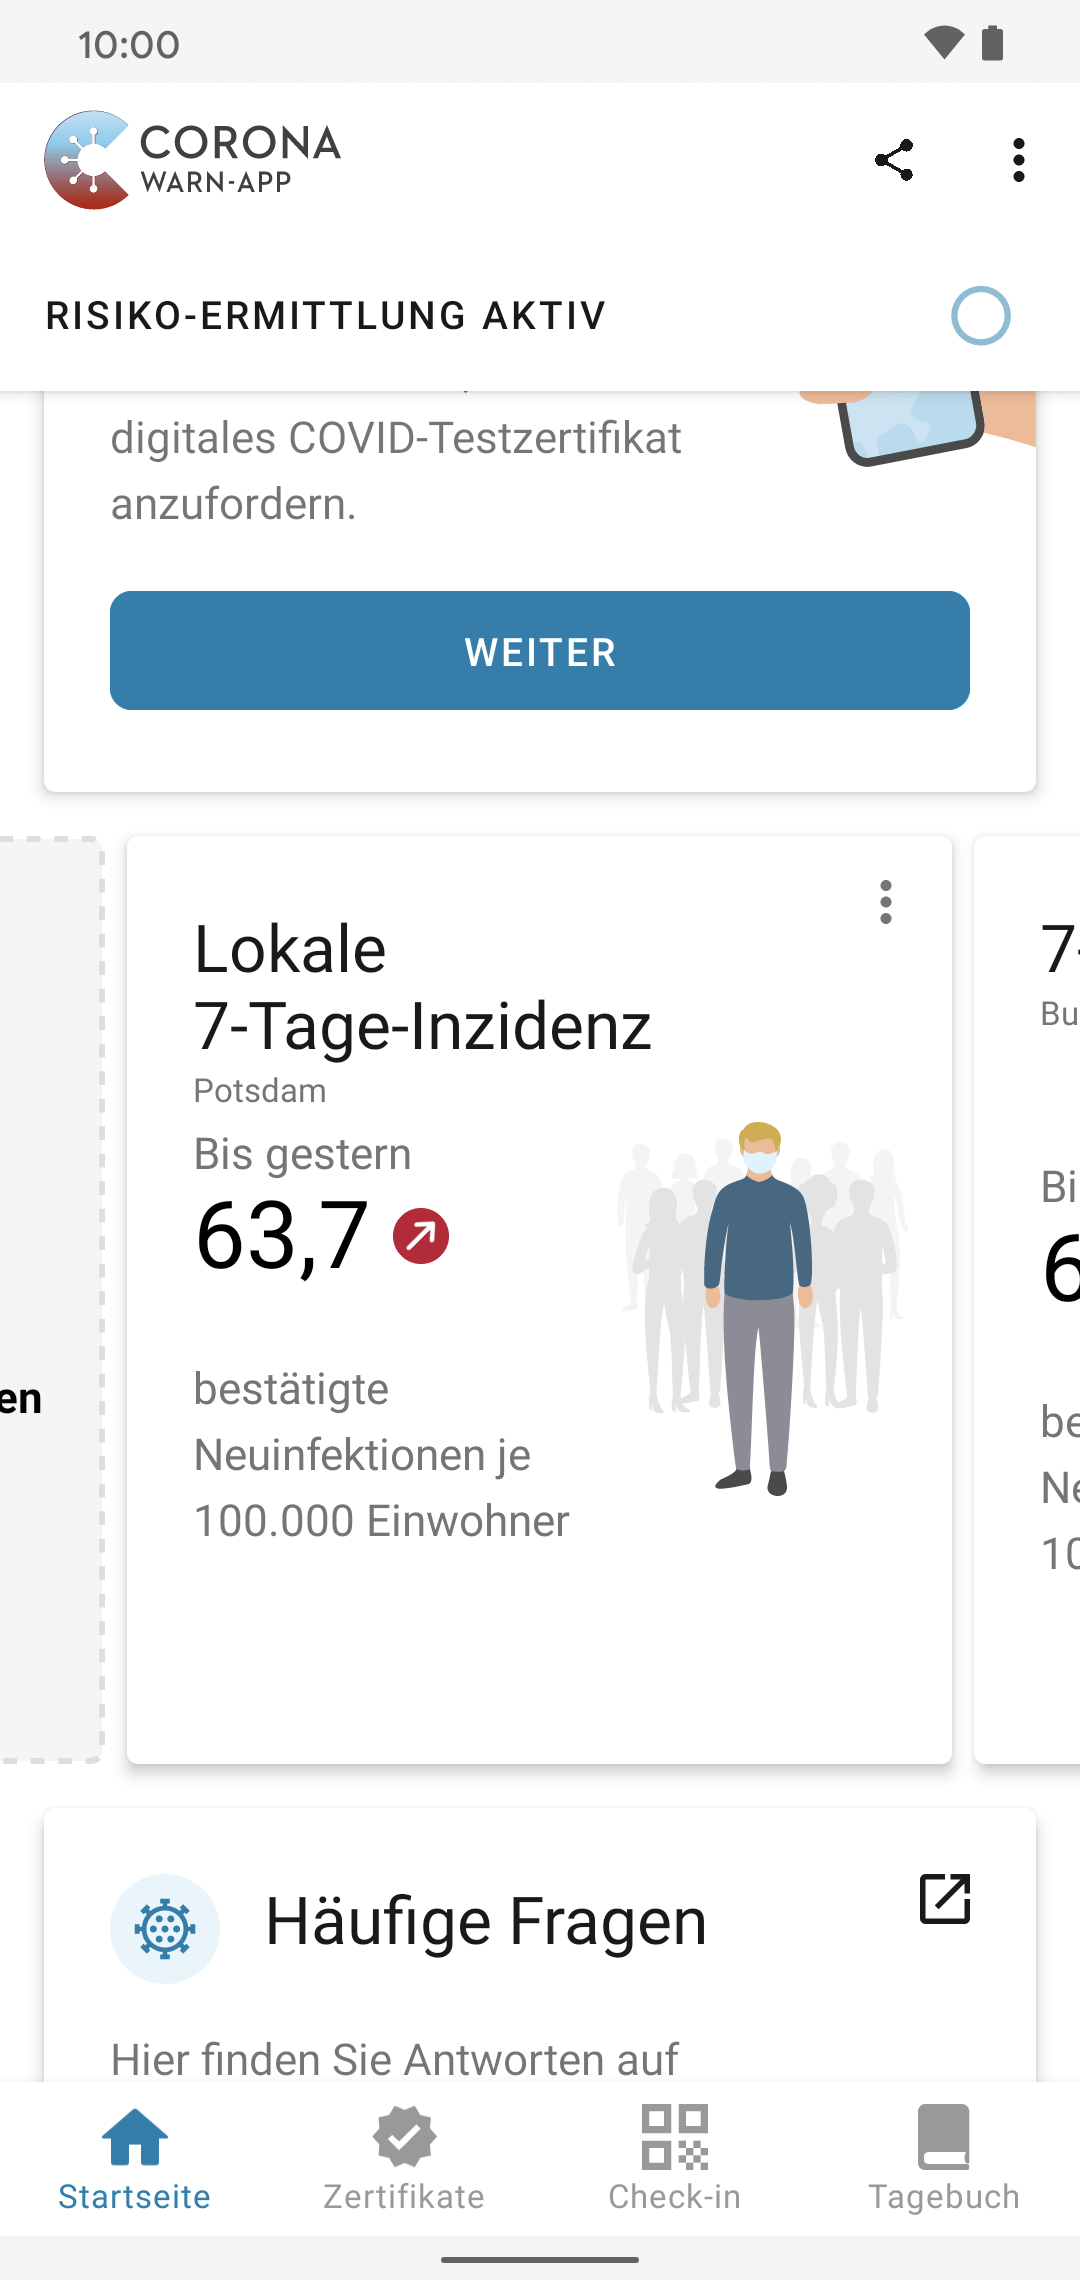 10:00
CORONA
WARN-APP
RISIKO-ERMITTLUNG AKTIV
digitales COVID-Testzertifikat
anzufordern.
WEITER
en
Lokale
7-Tage-Inzidenz
Potsdam
Bis gestern
63,7
bestätigte
Neuinfektionen je
100.000 Einwohner
7-
Bu
Bi
6
be
Ne
10
Häufige Fragen
Hier finden Sie Antworten auf
Startseite
Zertifikate
Check-in
Tagebuch